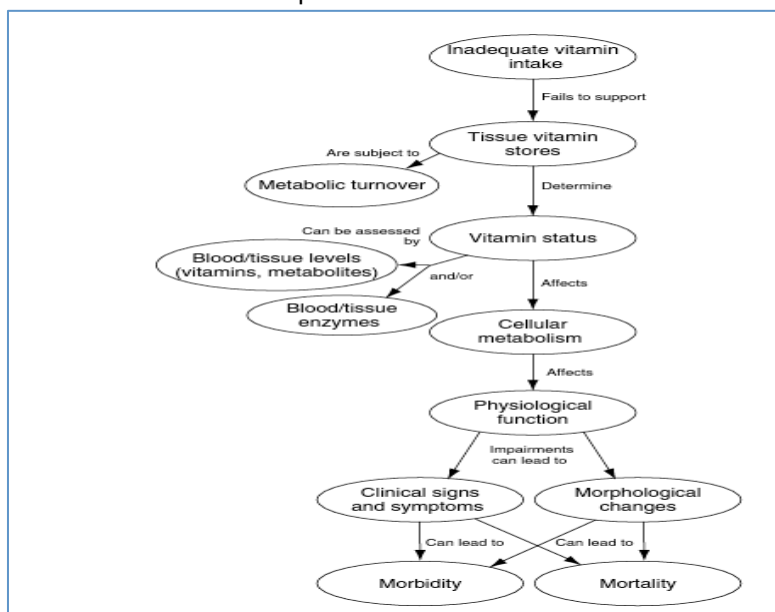 Inadequate vitamin
intake
Fails to support
Tissue vitamin
stores
Are subject to
Metabolic turnover
Determine
Can be assessed
by
Vitamin status
Blood/tissue levels
(vitamins, metabolites)
and/or
Affects
Blood/tissue
enzymes
Cellular
metabolism
Affects
Physiological
function
Impairments
can lead to
Clinical signs
and symptoms
Morphological
changes
Can lead to
Can lead to
Morbidity
Mortality